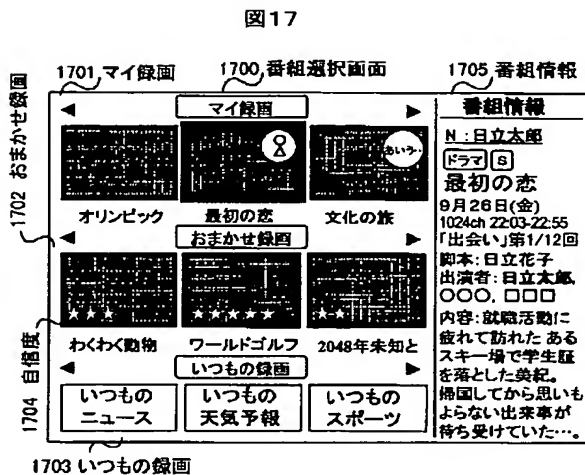 図17
1701 マイ録画
1700 番組選択画面
1705 番組情報
1702 おまかせ録画
1704 自信度
◀ マイ録画 ▶
あいう…
オリンピック 最初の恋 文化の旅
◀ おまかせ録画 ▶
★★★ ★★★★★ ★★
わくわく動物 ワールドゴルフ 2048年未知と
◀ いつもの録画 ▶
いつもの
ニュース
いつもの
天気予報
いつもの
スポーツ
1703 いつもの録画
番組情報
N:日立太郎
ドラマ S
最初の恋
9月26日(金)
1024ch 22:03-22:55
「出会い」第1/12回
脚本:日立花子
出演者:日立太郎,
〇〇〇, □□□
内容:就職活動に
疲れて訪れた ある
スキー場で学生証
を落とした英紀。
帰国してから思いも
よらない出来事が
待ち受けていた…。